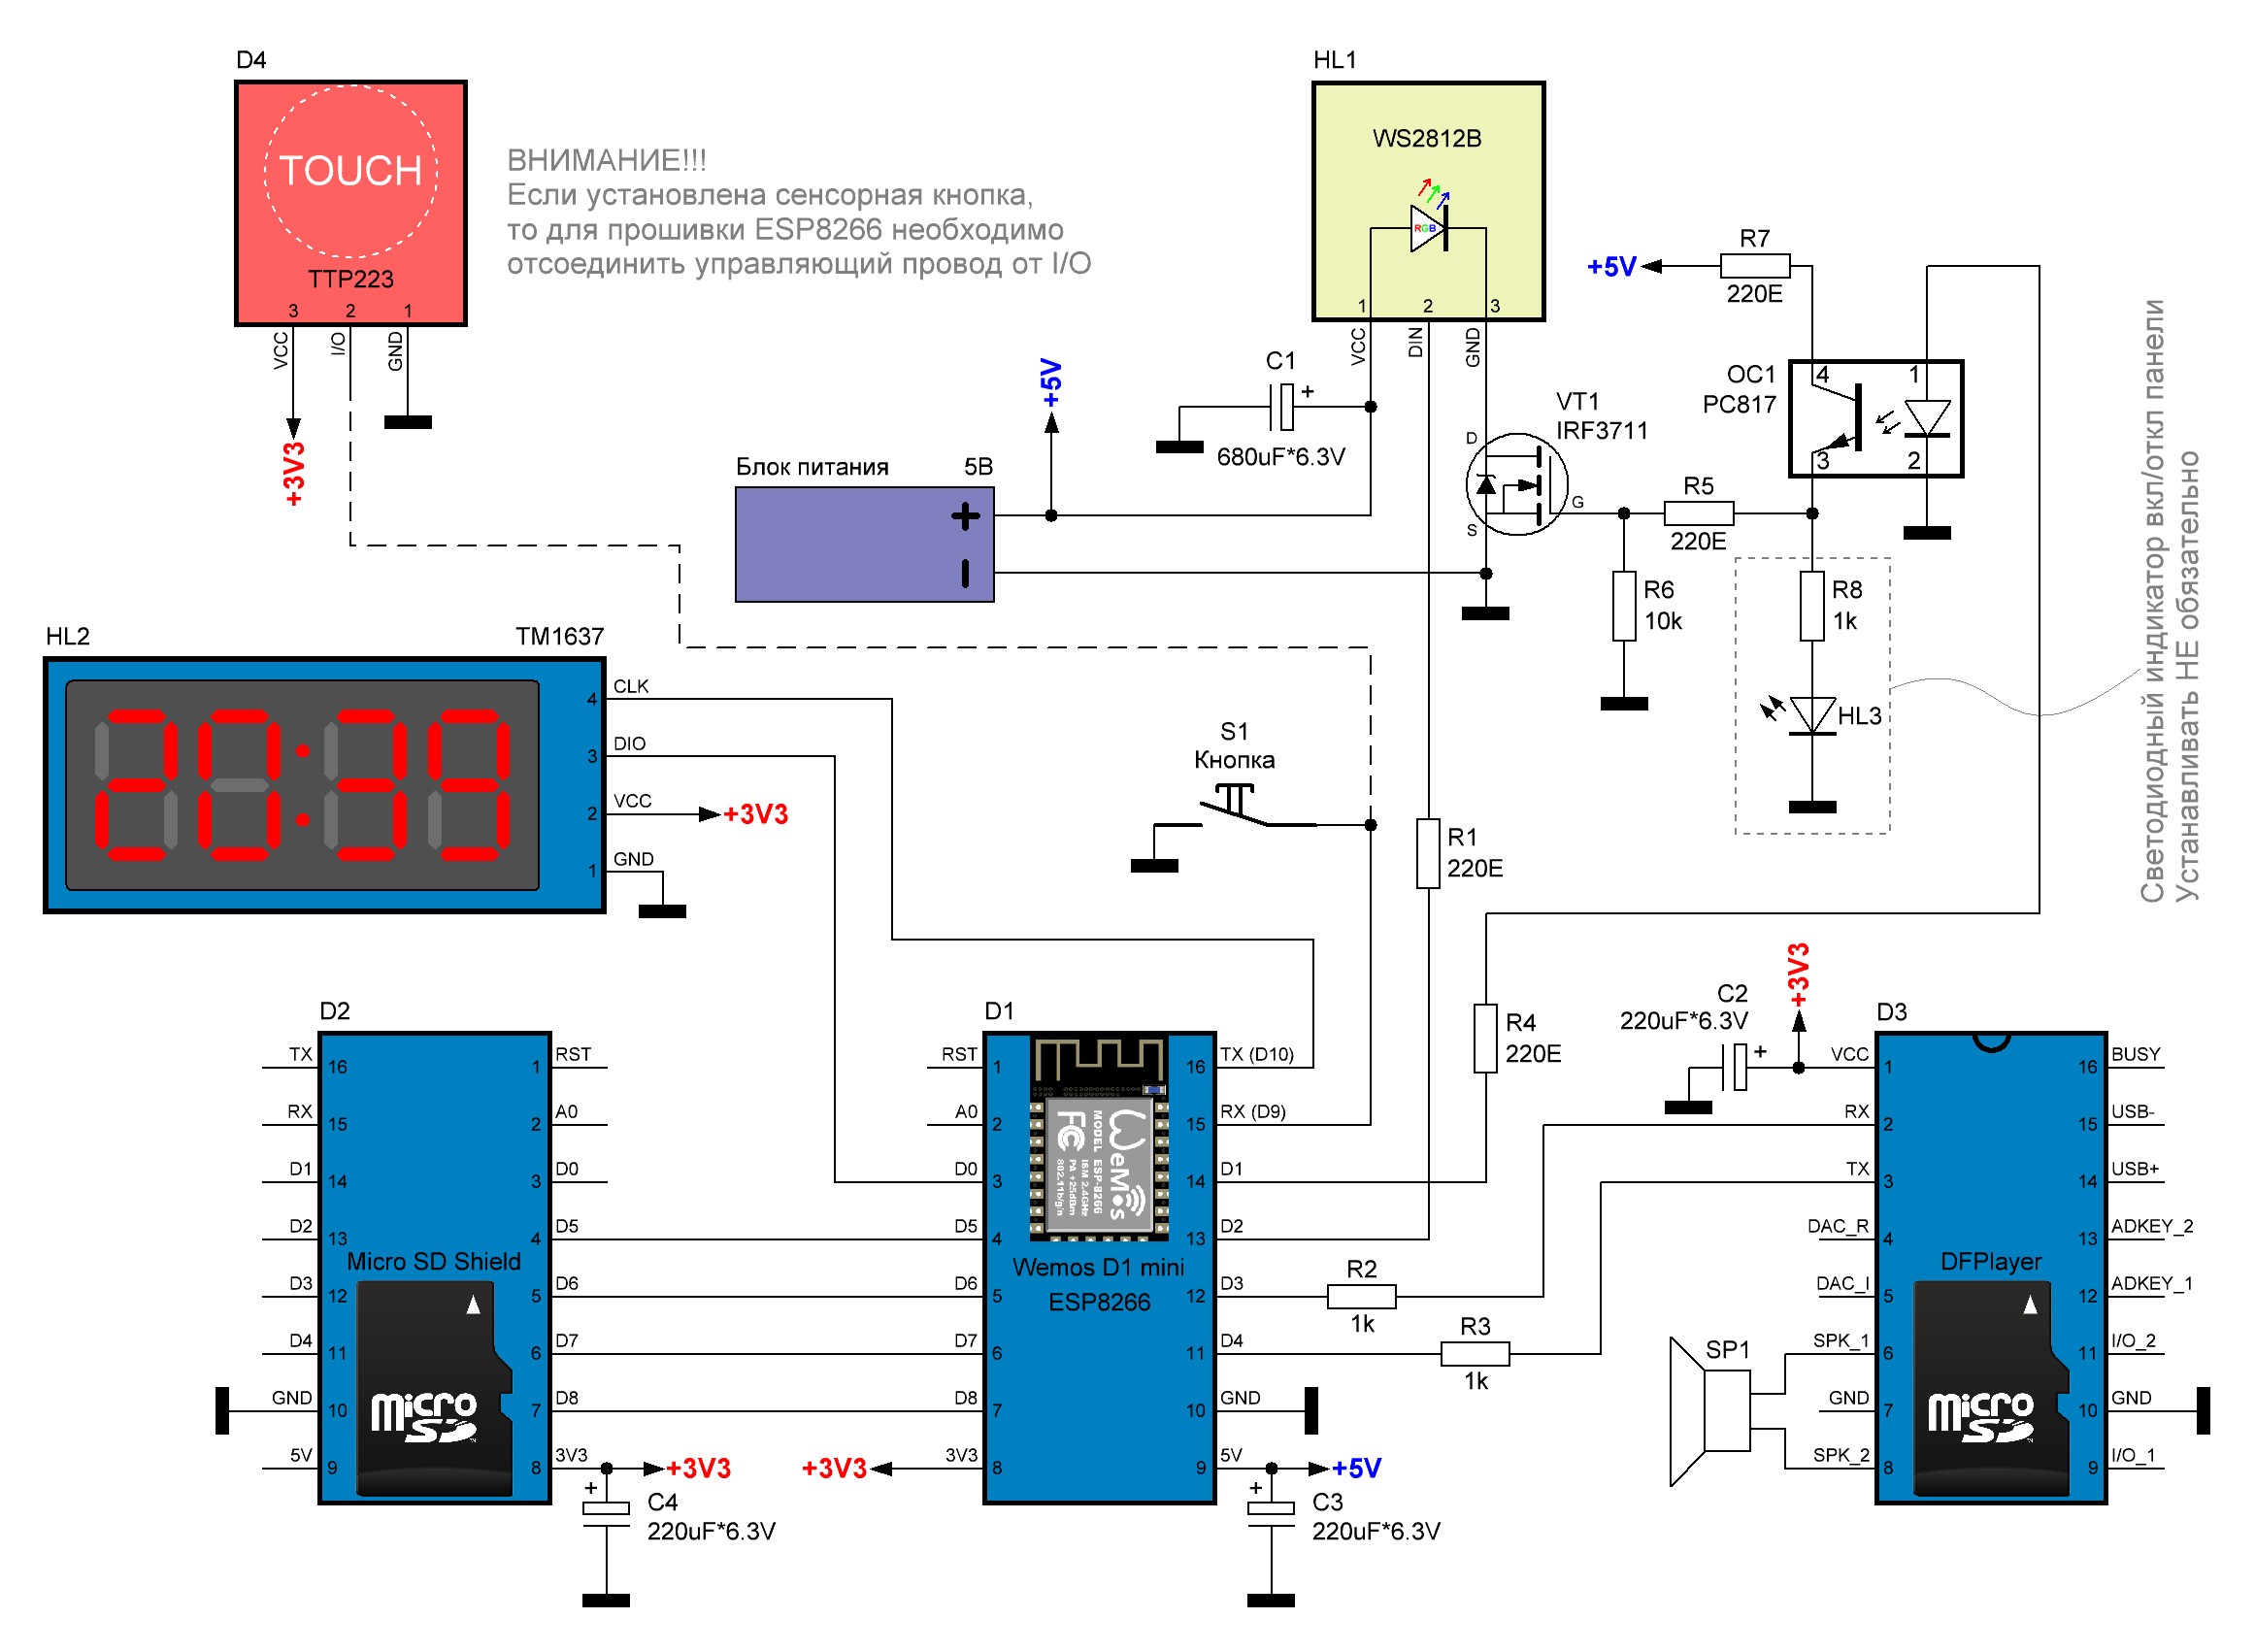 D4
TOUCH
TTP223
3
2
1
VCC
I/O
GND
+3V3
ВНИМАНИЕ!!!
Если установлена сенсорная кнопка,
то для прошивки ESP8266 необходимо
отсоединить управляющий провод от I/O
HL1
WS2812B
RGB
1
2
3
VCC
DIN
GND
C1
+
680uF*6.3V
+5V
Блок питания
5В
+
−
VT1
IRF3711
D
G
S
+5V
R7
220E
OC1
PC817
4
1
3
2
R5
220E
R6
10k
R8
1k
HL3
Светодиодный индикатор вкл/откл панели
Устанавливать НЕ обязательно
HL2
TM1637
20:39
4
CLK
3
DIO
2
VCC
+3V3
1
GND
S1
Кнопка
R1
220E
R4
220E
D2
TX
16
1
RST
RX
15
2
A0
D1
14
3
D0
D2
13
4
D5
Micro SD Shield
D3
12
5
D6
D4
11
6
D7
GND
10
7
D8
5V
9
8
3V3
+3V3
Micro
SD
TM
+
C4
220uF*6.3V
D1
RST
1
16
TX (D10)
A0
2
15
RX (D9)
D0
3
14
D1
D5
4
13
D2
WeMos
MODEL ESP-8266
ISM 2.4GHz
PA +25dBm
802.11b/g/n
FC
Wemos D1 mini
ESP8266
D6
5
12
D3
D7
6
11
D4
D8
7
10
GND
+3V3
3V3
8
9
5V
+5V
+
C3
220uF*6.3V
R2
1k
R3
1k
C2
220uF*6.3V
+
+3V3
D3
VCC
1
16
BUSY
RX
2
15
USB-
TX
3
14
USB+
DAC_R
4
13
ADKEY_2
DFPlayer
DAC_I
5
12
ADKEY_1
SPK_1
6
11
I/O_2
GND
7
10
GND
SPK_2
8
9
I/O_1
Micro
SD
TM
SP1